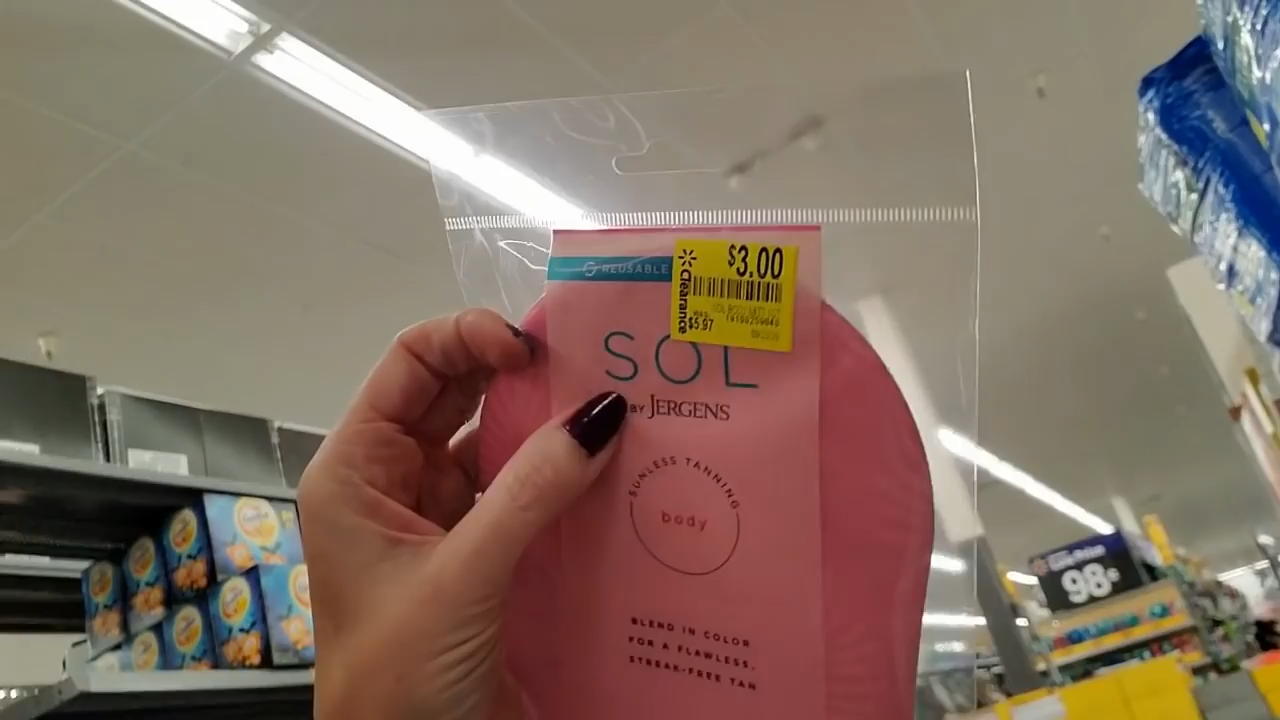 REUSABLE
$3.00
Clearance
WAS
$5.97
SOL
BY JERGENS
SUNLESS TANNING
body
BLEND IN COLOR
FOR A FLAWLESS,
STREAK-FREE TAN
98¢